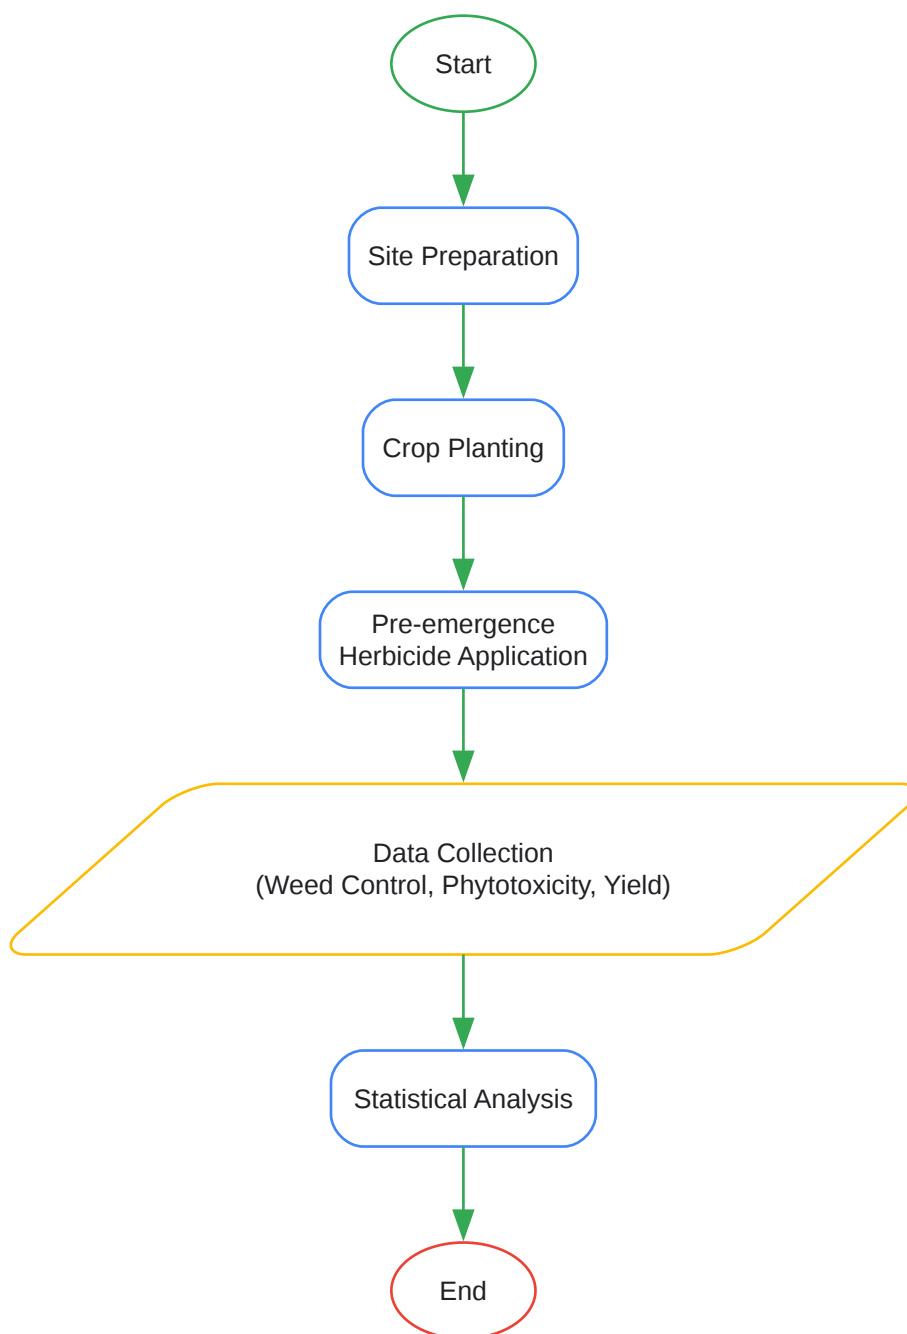 Start
Site Preparation
Crop Planting
Pre-emergence
Herbicide Application
Data Collection
(Weed Control, Phytotoxicity, Yield)
Statistical Analysis
End